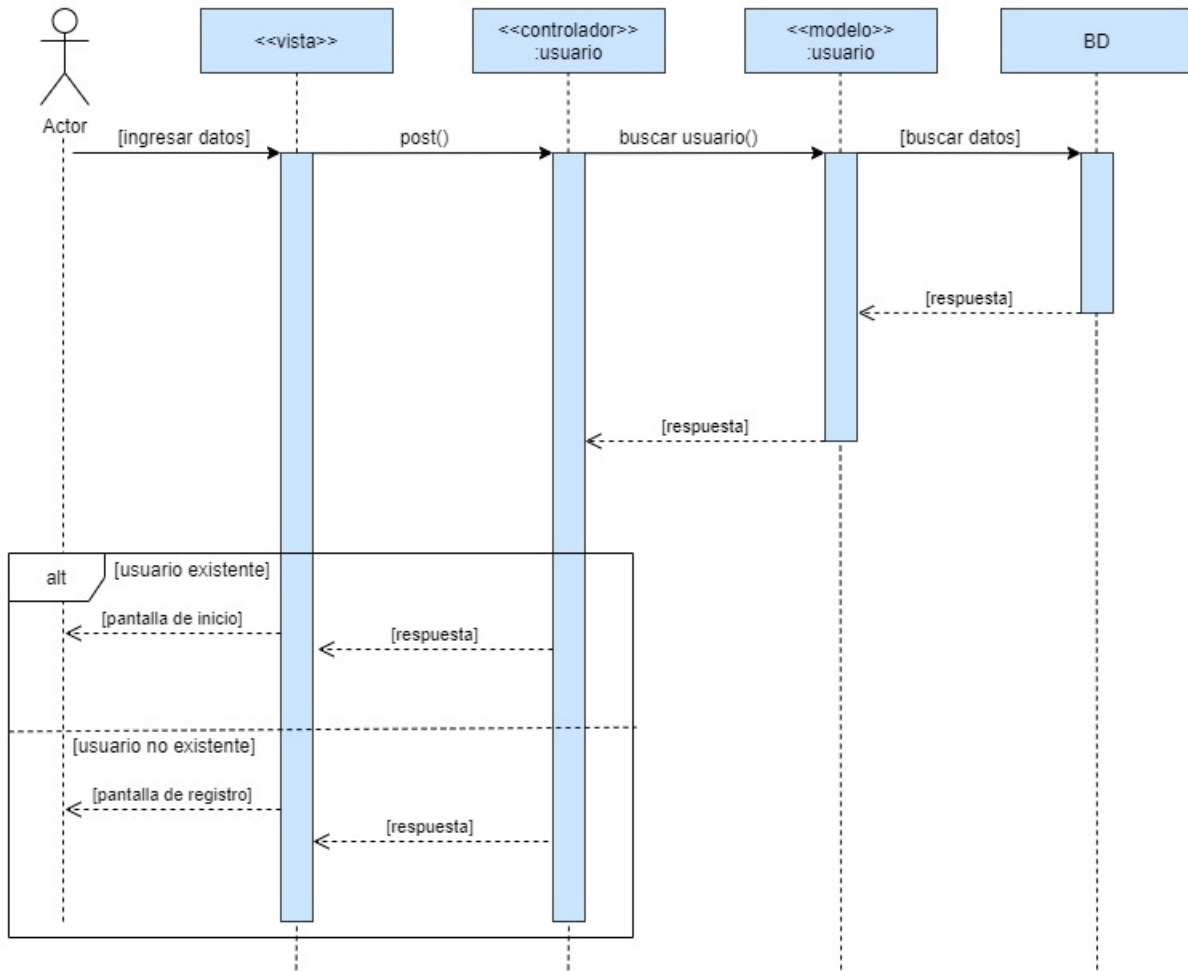 <<vista>>
<<controlador>>
:usuario
<<modelo>>
:usuario
BD
Actor
[ingresar datos]
post()
buscar usuario()
[buscar datos]
[respuesta]
[respuesta]
alt
[usuario existente]
[pantalla de inicio]
[respuesta]
[usuario no existente]
[pantalla de registro]
[respuesta]